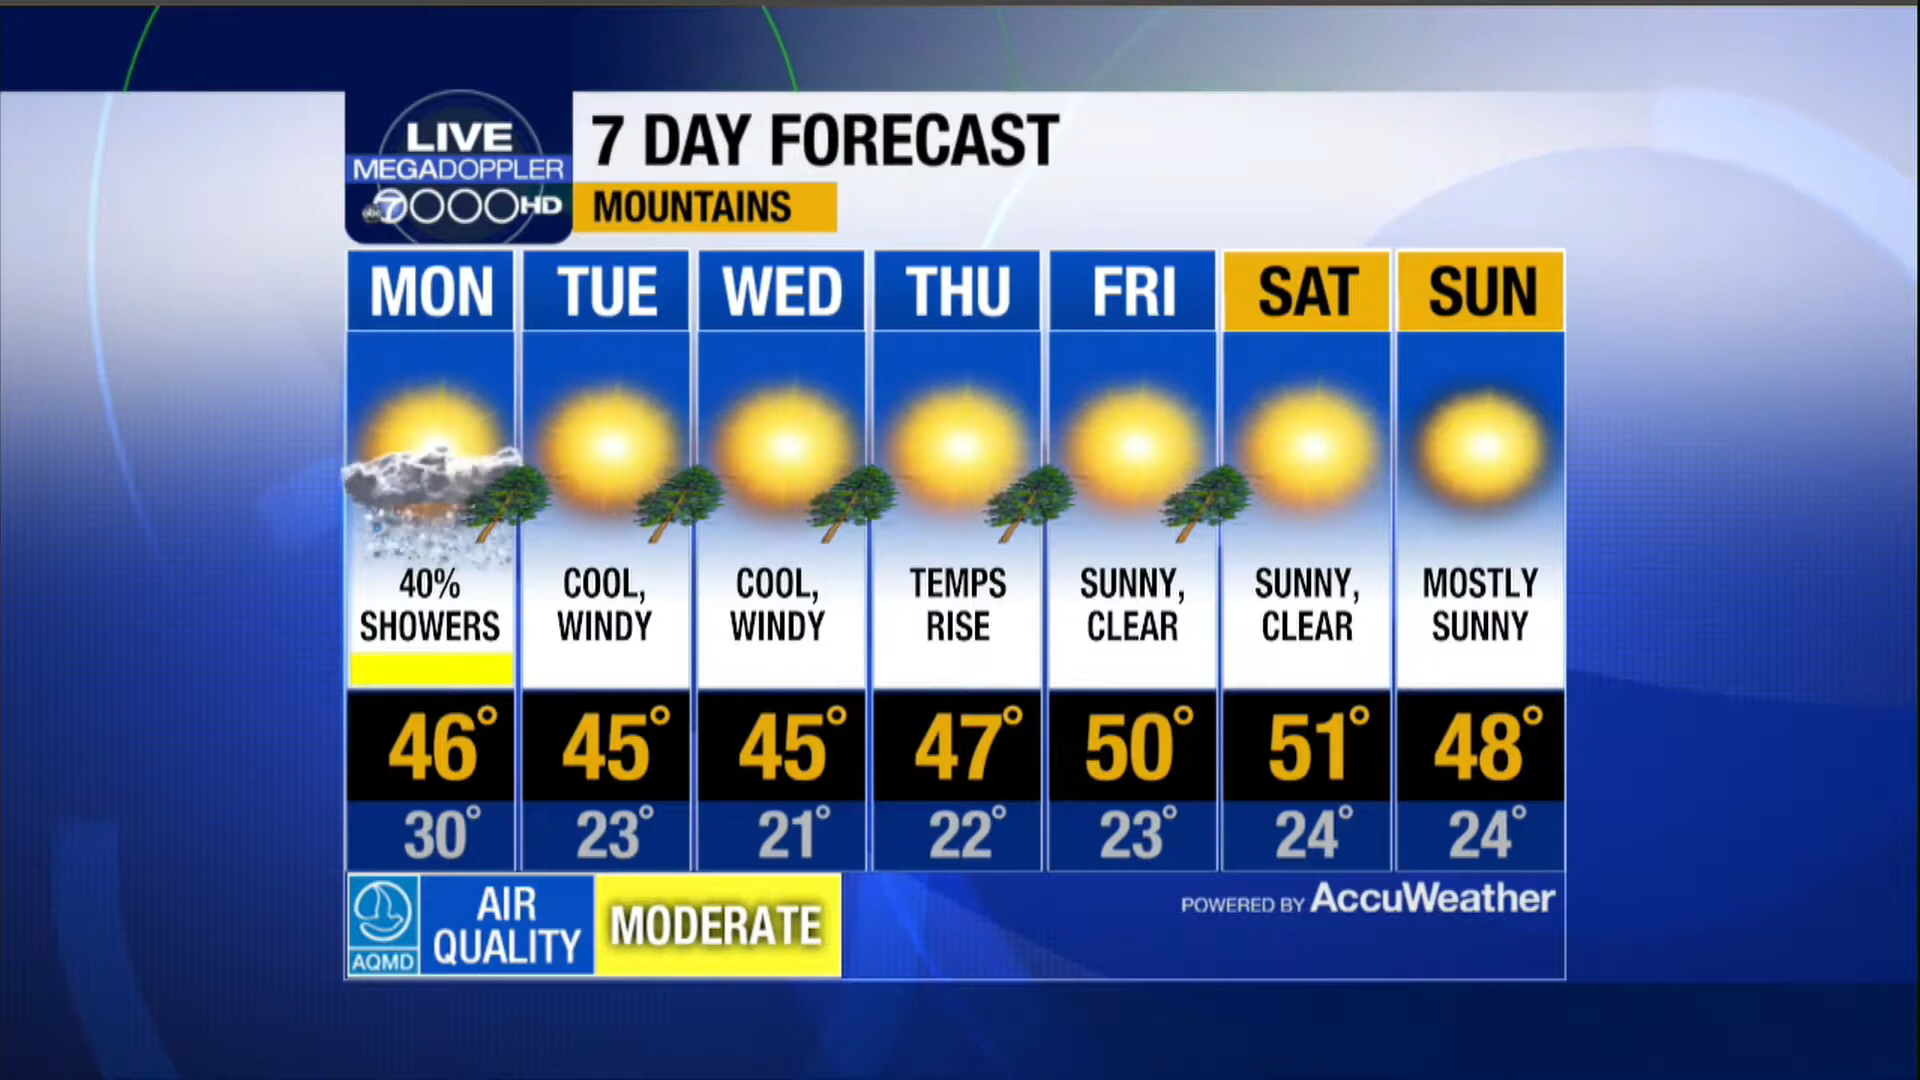 LIVE
MEGADOPPLER
abc7 7000HD
7 DAY FORECAST
MOUNTAINS
MON TUE WED THU FRI SAT SUN
40% SHOWERS
COOL, WINDY
COOL, WINDY
TEMPS RISE
SUNNY, CLEAR
SUNNY, CLEAR
MOSTLY SUNNY
46° 45° 45° 47° 50° 51° 48°
30° 23° 21° 22° 23° 24° 24°
AQMD
AIR QUALITY
MODERATE
POWERED BY AccuWeather